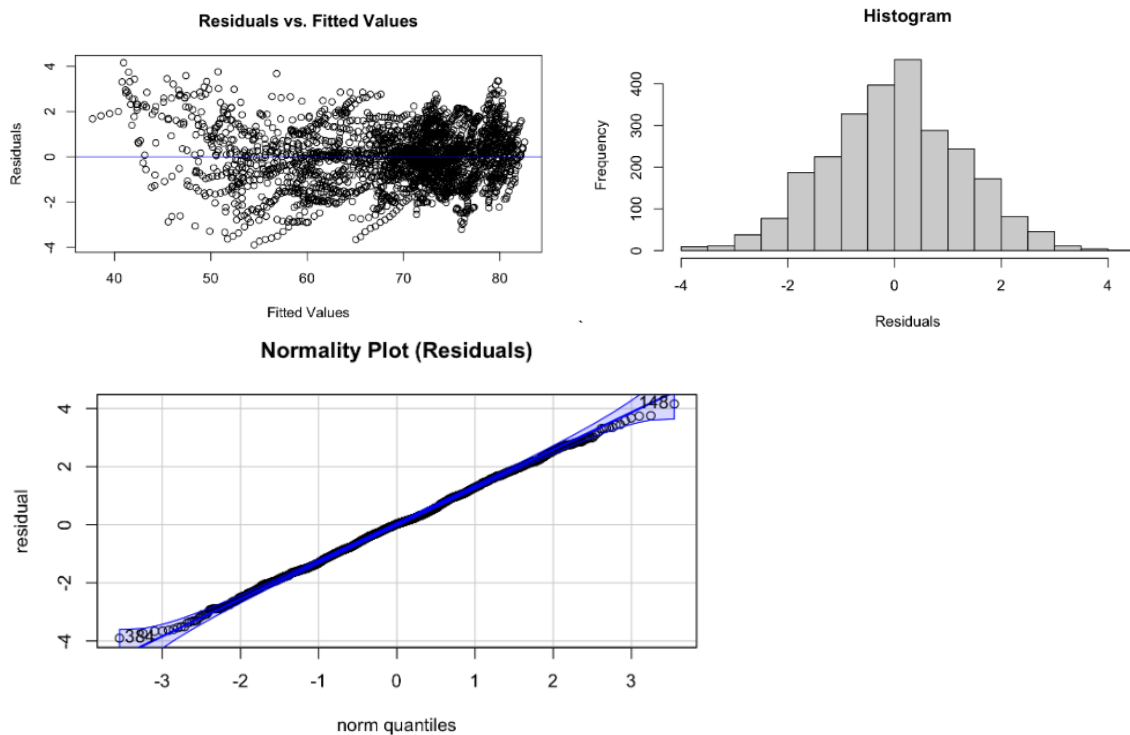 Residuals vs. Fitted Values
Residuals
4
2
0
-2
-4
40 50 60 70 80
Fitted Values
Histogram
Frequency
400
300
200
100
0
-4 -2 0 2 4
Residuals
Normality Plot (Residuals)
residual
4
2
0
-2
-4
148
384
-3 -2 -1 0 1 2 3
norm quantiles